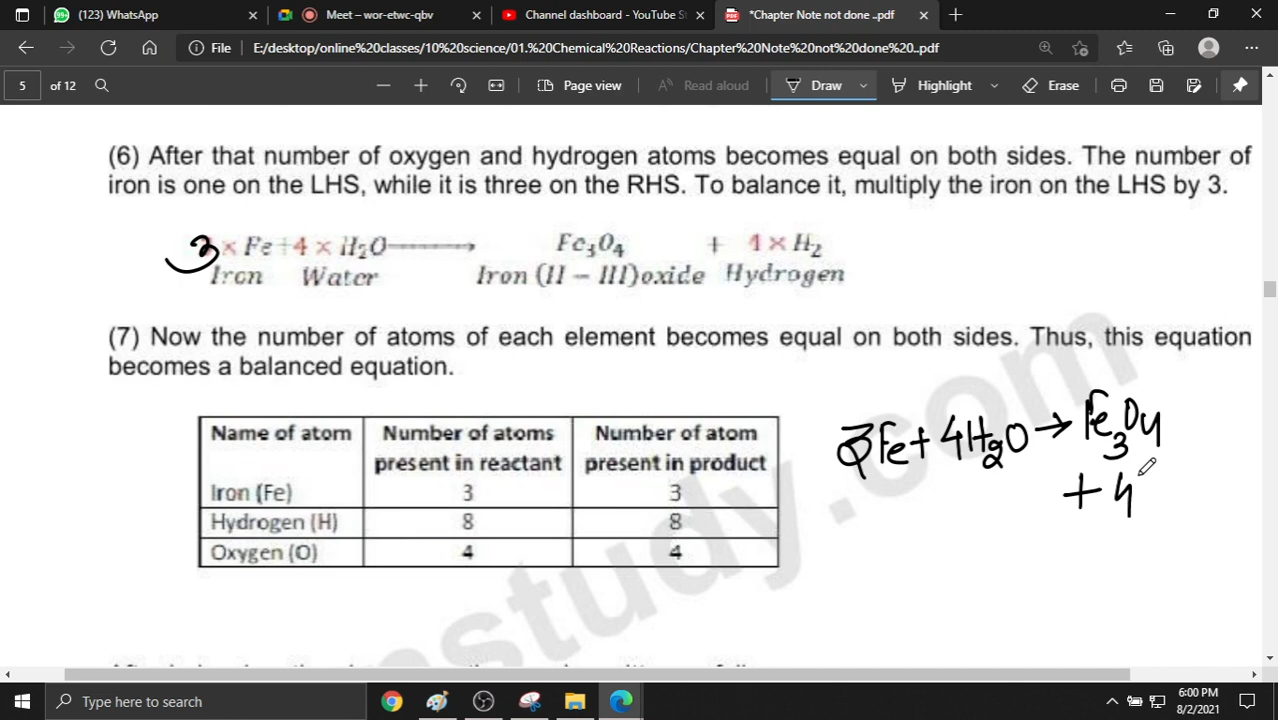 (123) WhatsApp
Meet – wor-etwc-qbv
Channel dashboard - YouTube St
*Chapter Note not done ..pdf
File E:/desktop/online%20classes/10%20science/01.%20Chemical%20Reactions/Chapter%20Note%20not%20done%20..pdf
5 of 12 Page view Read aloud Draw Highlight Erase
(6) After that number of oxygen and hydrogen atoms becomes equal on both sides. The number of
iron is one on the LHS, while it is three on the RHS. To balance it, multiply the iron on the LHS by 3.
3 × Fe + 4 × H₂O → Fe₃O₄ + 4 × H₂
Iron Water Iron (II – III)oxide Hydrogen
(7) Now the number of atoms of each element becomes equal on both sides. Thus, this equation
becomes a balanced equation.
Name of atom Number of atoms present in reactant Number of atom present in product
Iron (Fe) 3 3
Hydrogen (H) 8 8
Oxygen (O) 4 4
3Fe + 4H₂O → Fe₃O₄
+ 4
study.com
Type here to search
6:00 PM
8/2/2021